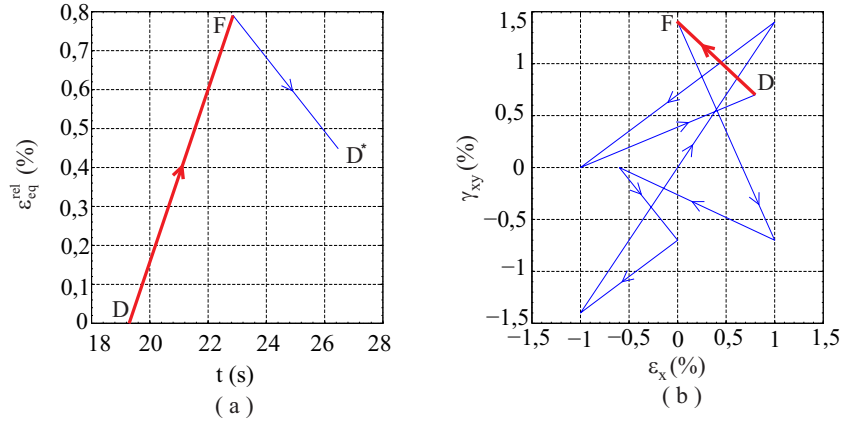 0,8
0,7
0,6
0,5
0,4
0,3
0,2
0,1
0
F
D*
D
ε_eq^rel (%)
18 20 22 24 26 28
t (s)
( a )
1,5
1
0,5
0
−0,5
−1
−1,5
F
D
γ_xy (%)
−1,5 −1 −0,5 0 0,5 1 1,5
ε_x (%)
( b )